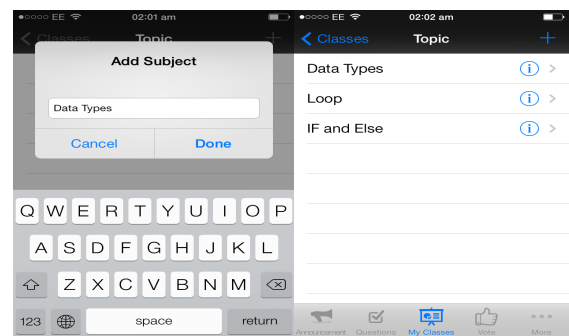 EE 02:01 am
Classes Topic +
Add Subject
Data Types
Cancel Done
Q W E R T Y U I O P
A S D F G H J K L
Z X C V B N M
123 space return
EE 02:02 am
Classes Topic +
Data Types
Loop
IF and Else
Announcement Questions My Classes Vote More